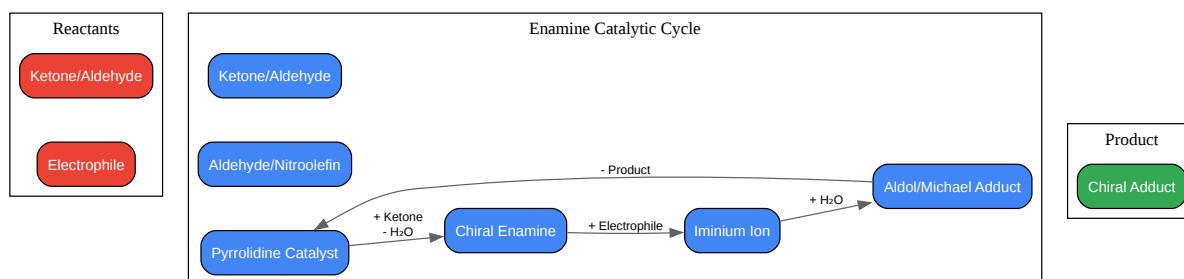 Reactants
Ketone/Aldehyde
Electrophile
Enamine Catalytic Cycle
Ketone/Aldehyde
Aldehyde/Nitroolefin
- Product
Aldol/Michael Adduct
+ H₂O
+ Ketone
- H₂O
Chiral Enamine
+ Electrophile
Iminium Ion
Pyrrolidine Catalyst
Product
Chiral Adduct